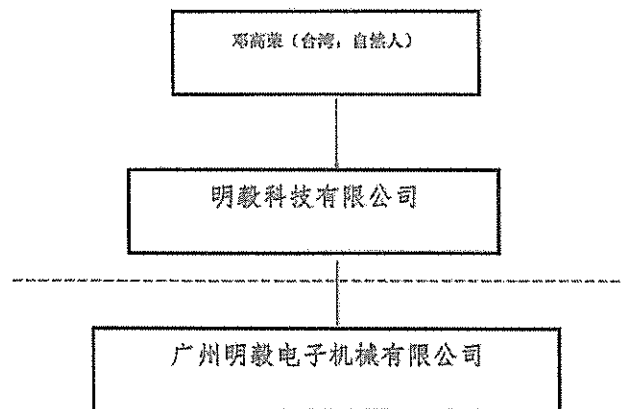 邓高荣（台湾，自然人）
明毅科技有限公司
广州明毅电子机械有限公司